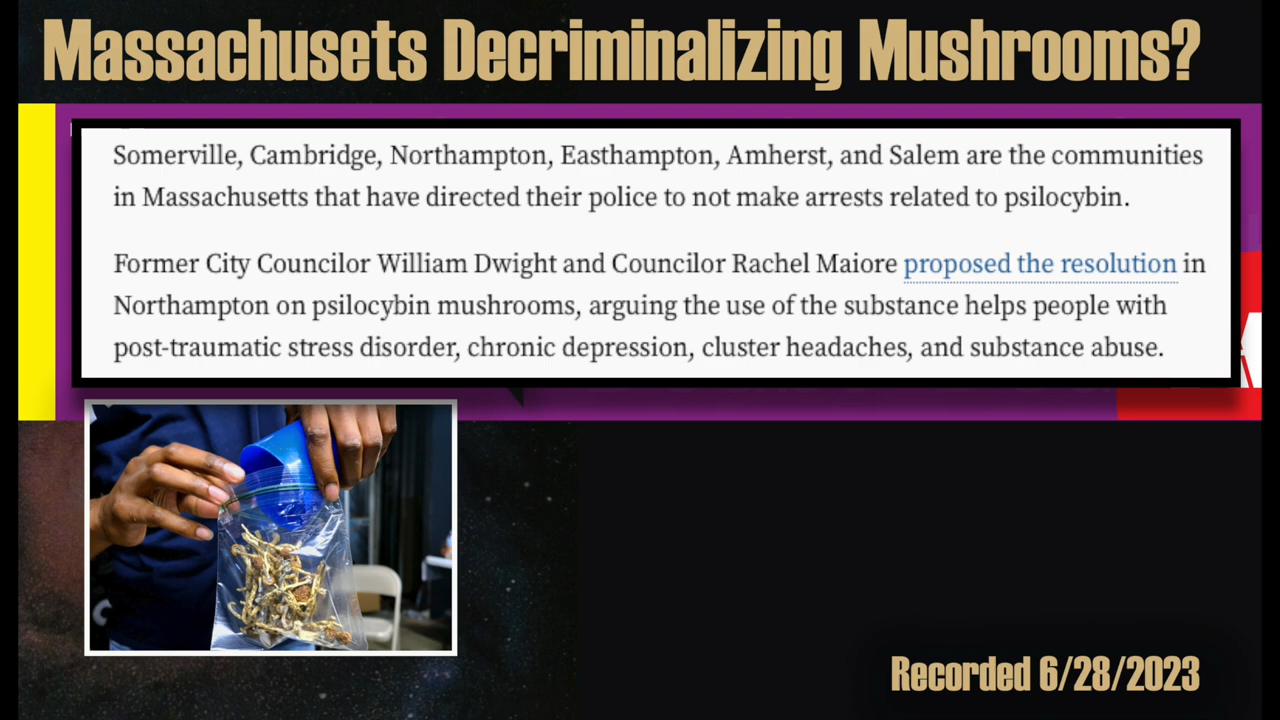 Massachusets Decriminalizing Mushrooms?
Somerville, Cambridge, Northampton, Easthampton, Amherst, and Salem are the communities
in Massachusetts that have directed their police to not make arrests related to psilocybin.
Former City Councilor William Dwight and Councilor Rachel Maiore proposed the resolution in
Northampton on psilocybin mushrooms, arguing the use of the substance helps people with
post-traumatic stress disorder, chronic depression, cluster headaches, and substance abuse.
Recorded 6/28/2023